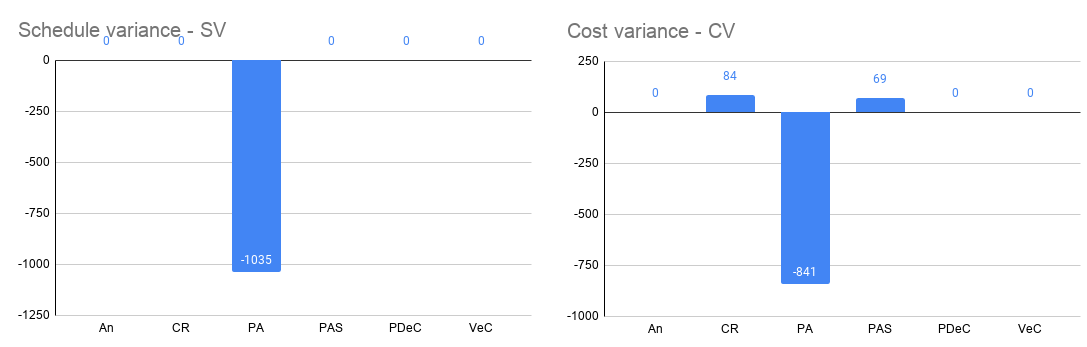 Schedule variance - SV
0 0 0 0 0
0
-250
-500
-750
-1000
-1250
-1035
An CR PA PAS PDeC VeC
Cost variance - CV
250
0
-250
-500
-750
-1000
0 84 -841 69 0 0
An CR PA PAS PDeC VeC